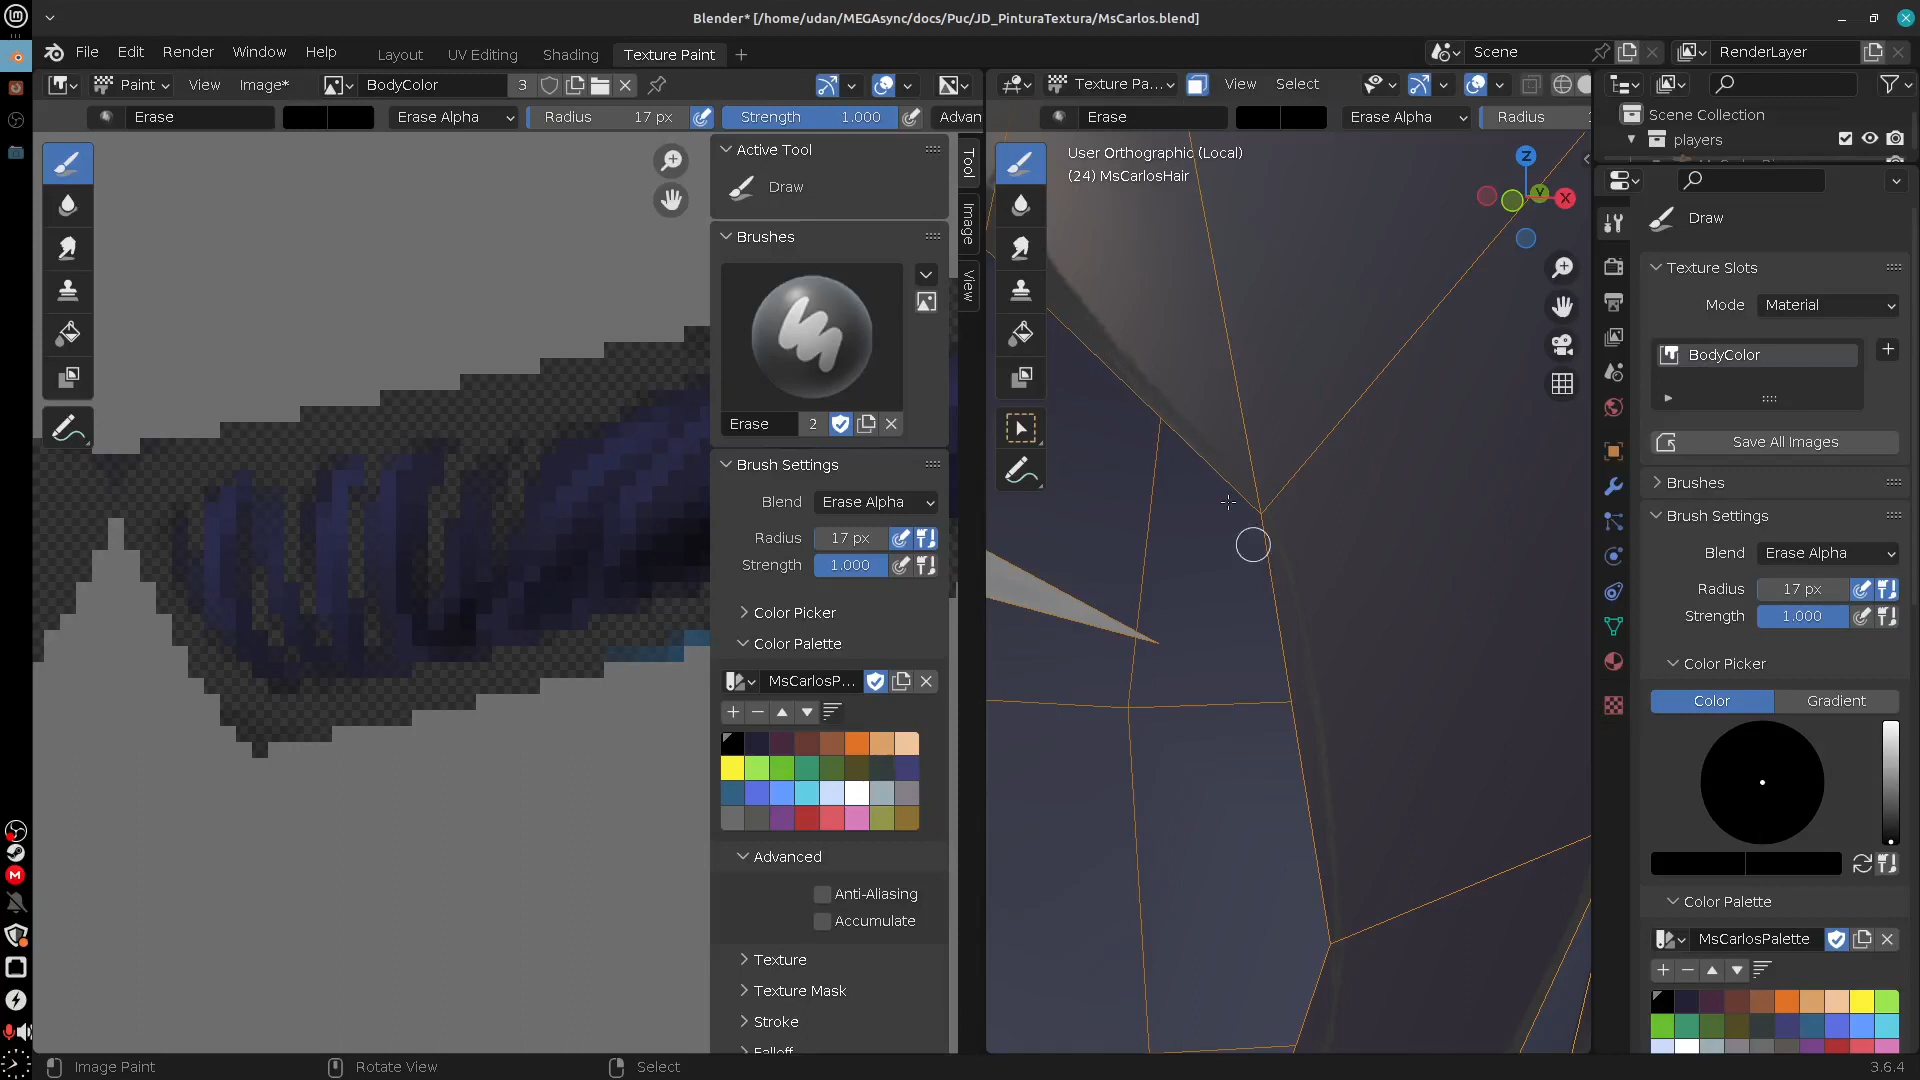 Blender* [/home/udan/MEGAsync/docs/Puc/JD_PinturaTextura/MsCarlos.blend]
File Edit Render Window Help Layout UV Editing Shading Texture Paint
Scene RenderLayer
Paint View Image* BodyColor 3
Texture Pa... View Select
Erase Erase Alpha Radius 17 px Strength 1.000 Advan
Erase Erase Alpha Radius
Scene Collection
players
Active Tool
Draw
Brushes
Erase 2
Brush Settings
Blend Erase Alpha
Radius 17 px
Strength 1.000
Color Picker
Color Palette
MsCarlosP...
Advanced
Anti-Aliasing
Accumulate
Texture
Texture Mask
Stroke
Falloff
Tool
Image
View
User Orthographic (Local)
(24) MsCarlosHair
Z
Y
X
Draw
Texture Slots
Mode Material
BodyColor
Save All Images
Brushes
Brush Settings
Blend Erase Alpha
Radius 17 px
Strength 1.000
Color Picker
Color Gradient
Color Palette
MsCarlosPalette
Image Paint Rotate View Select 3.6.4